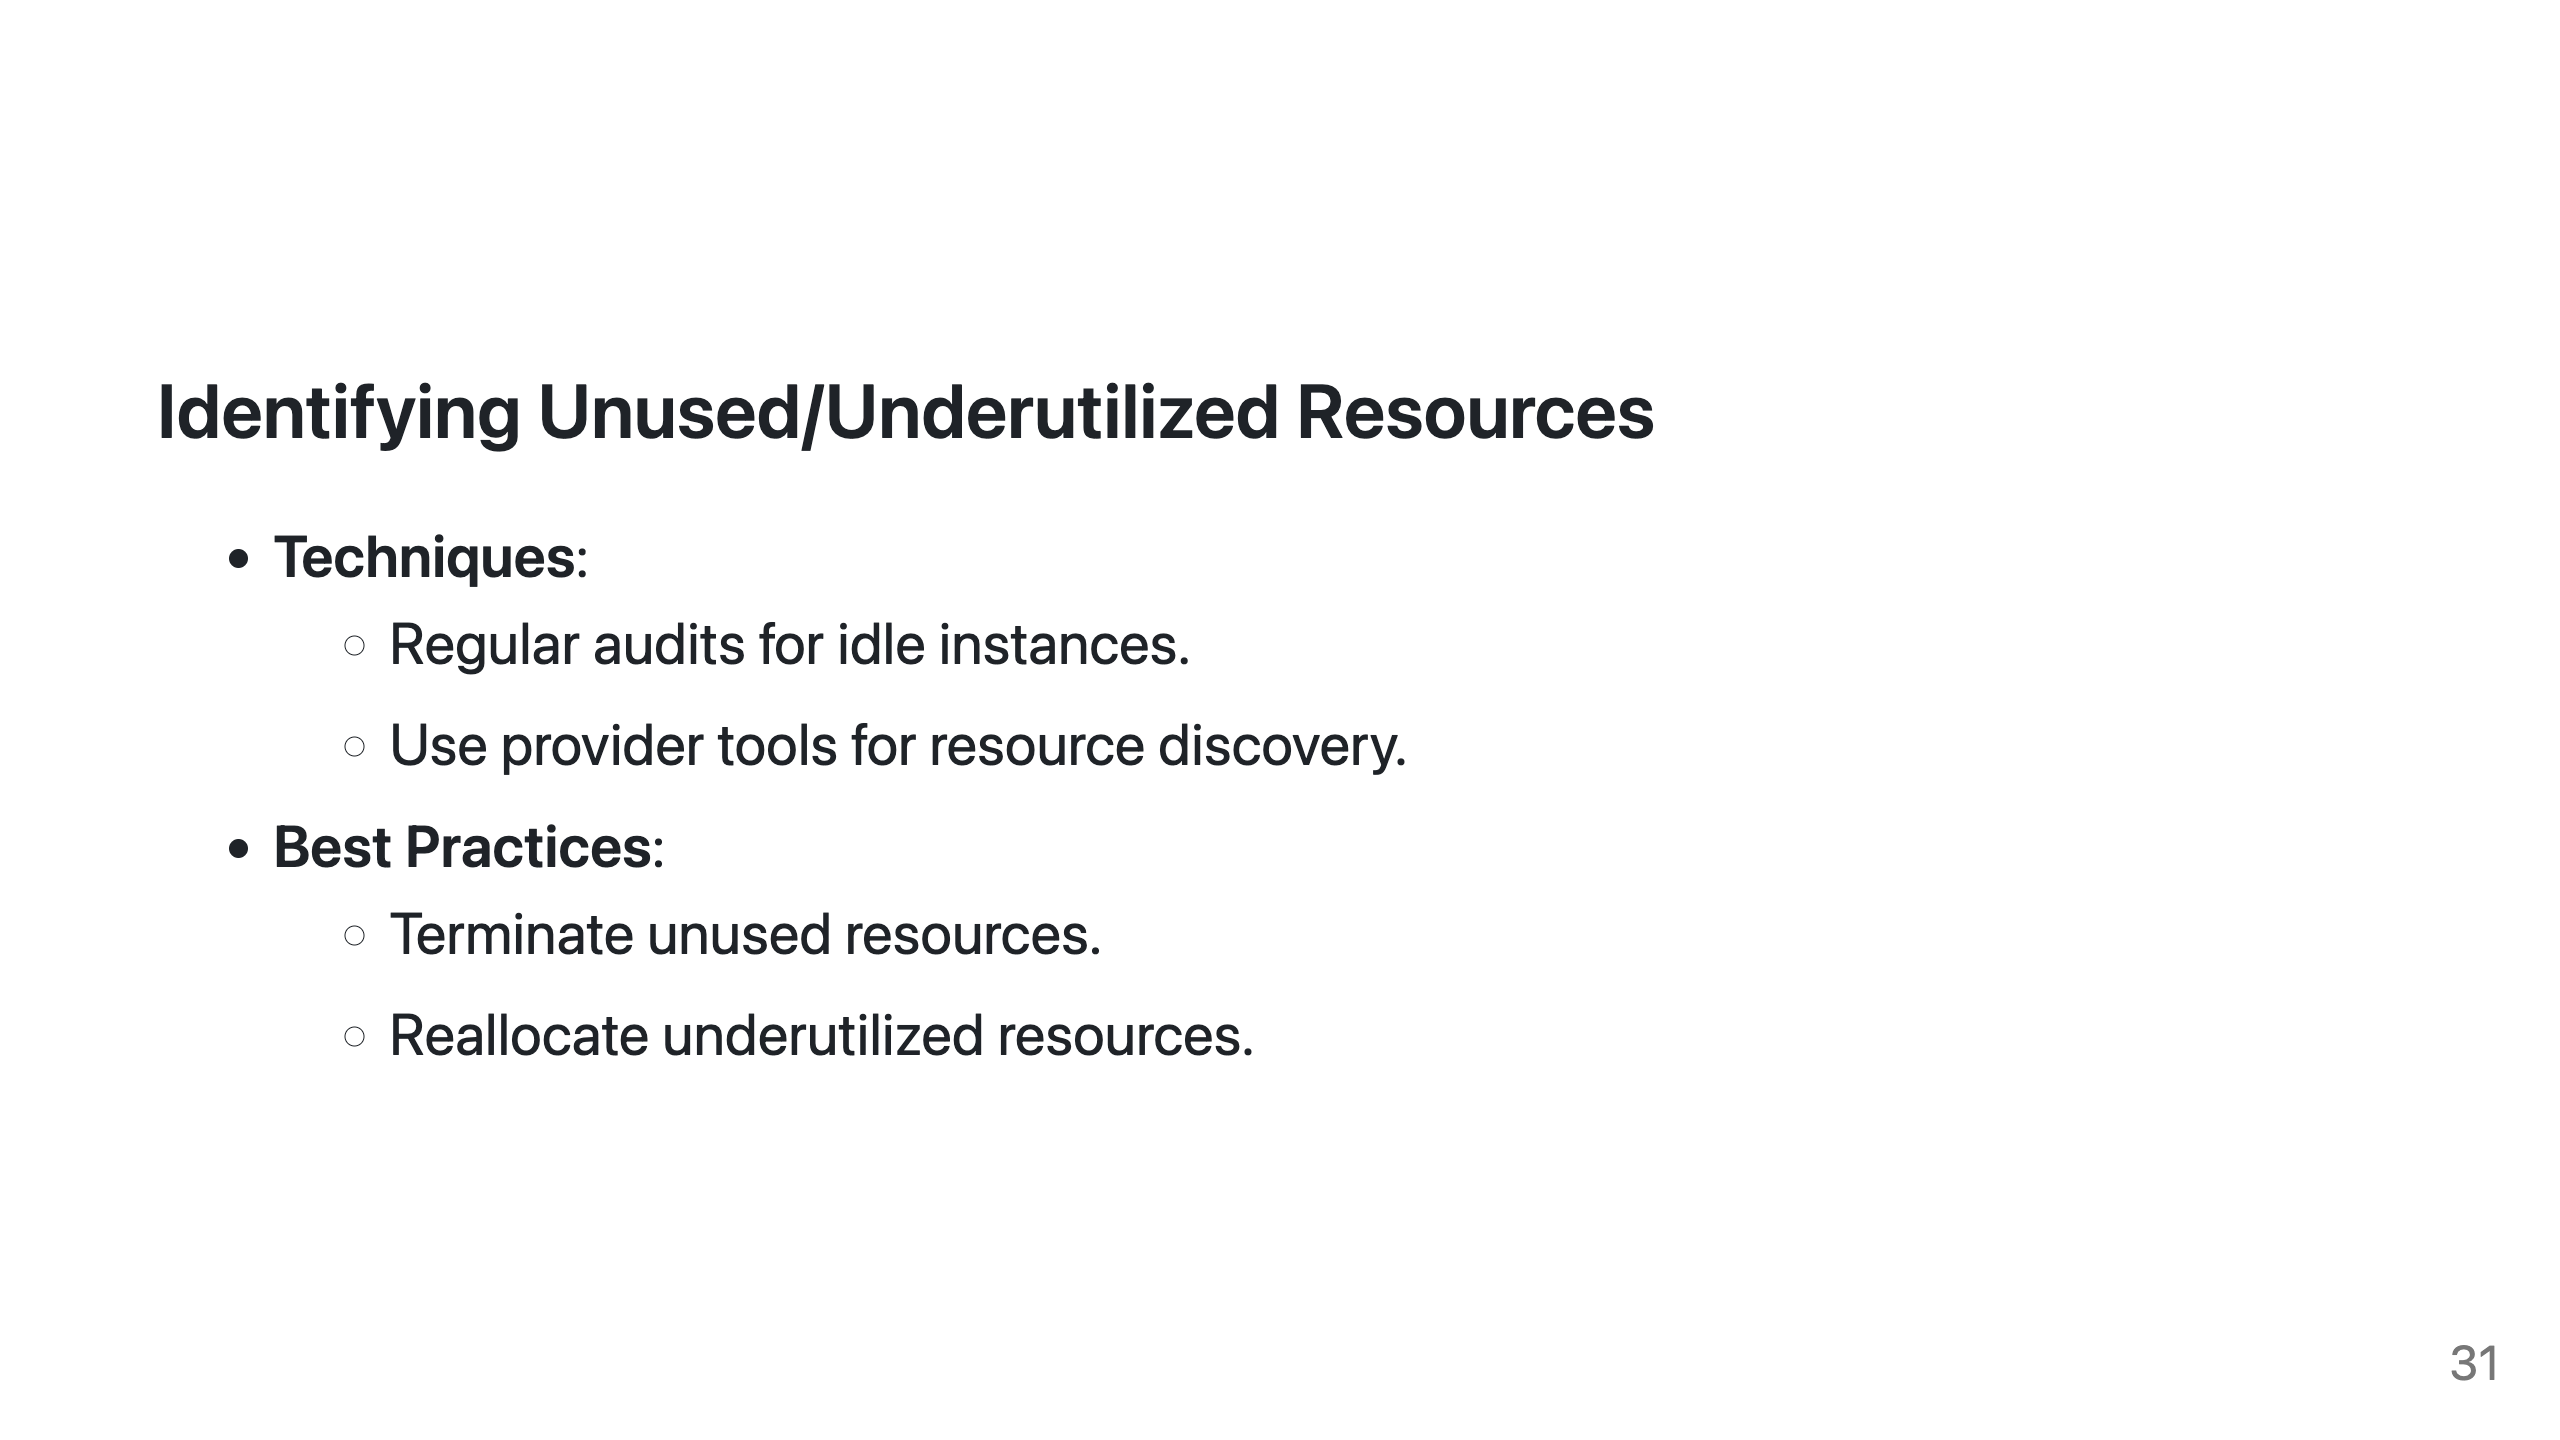 Identifying Unused/Underutilized Resources
Techniques:
Regular audits for idle instances.
Use provider tools for resource discovery.
Best Practices:
Terminate unused resources.
Reallocate underutilized resources.
31